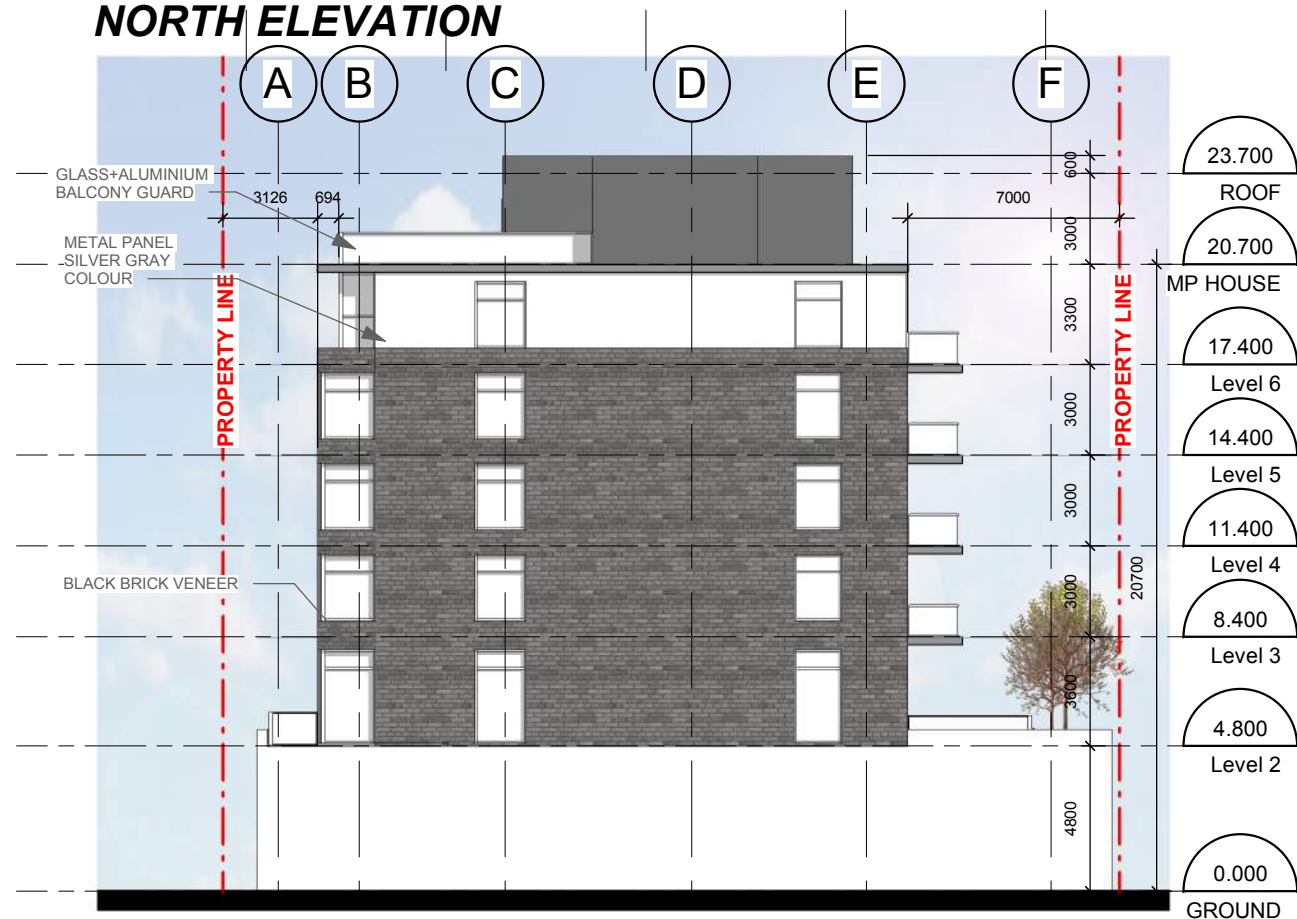 NORTH ELEVATION
A
B
C
D
E
F
GLASS+ALUMINIUM
BALCONY GUARD
3126
694
7000
METAL PANEL
SILVER GRAY
COLOUR
BLACK BRICK VENEER
PROPERTY LINE
PROPERTY LINE
600
3000
3300
3000
3000
3000
3600
4800
20700
23.700
ROOF
20.700
MP HOUSE
17.400
Level 6
14.400
Level 5
11.400
Level 4
8.400
Level 3
4.800
Level 2
0.000
GROUND